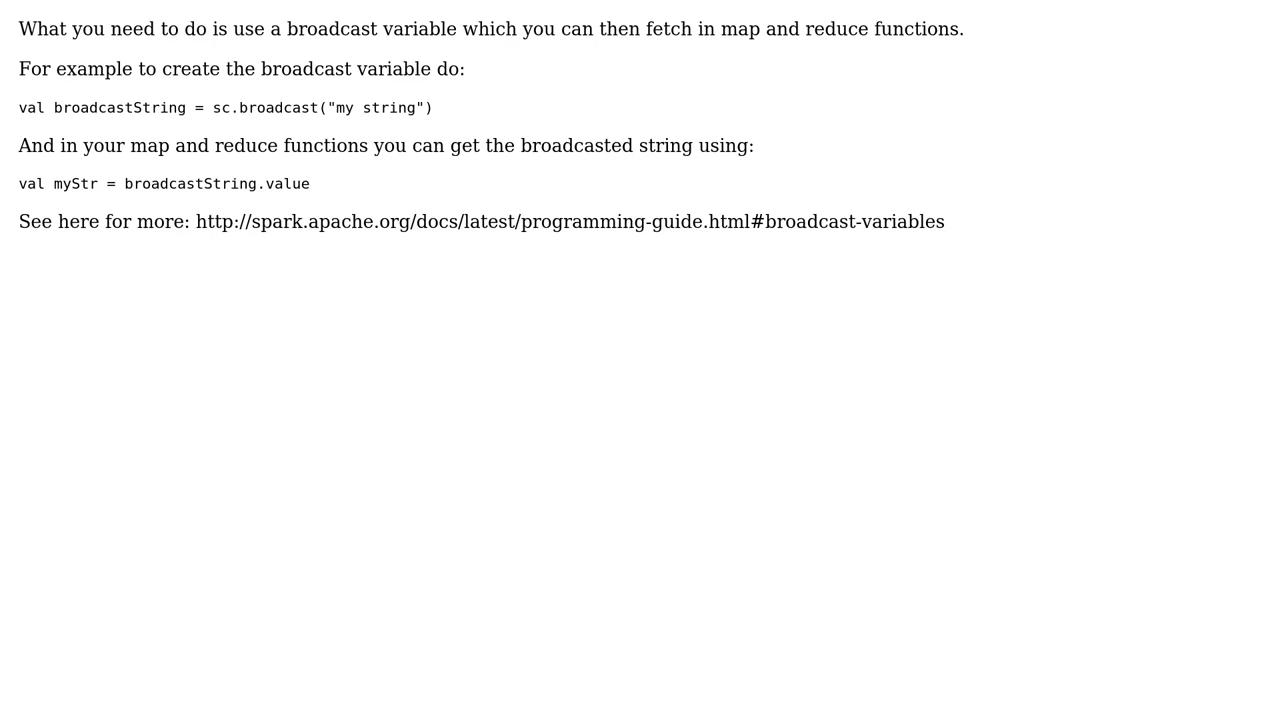 What you need to do is use a broadcast variable which you can then fetch in map and reduce functions.
For example to create the broadcast variable do:
val broadcastString = sc.broadcast("my string")
And in your map and reduce functions you can get the broadcasted string using:
val myStr = broadcastString.value
See here for more: http://spark.apache.org/docs/latest/programming-guide.html#broadcast-variables